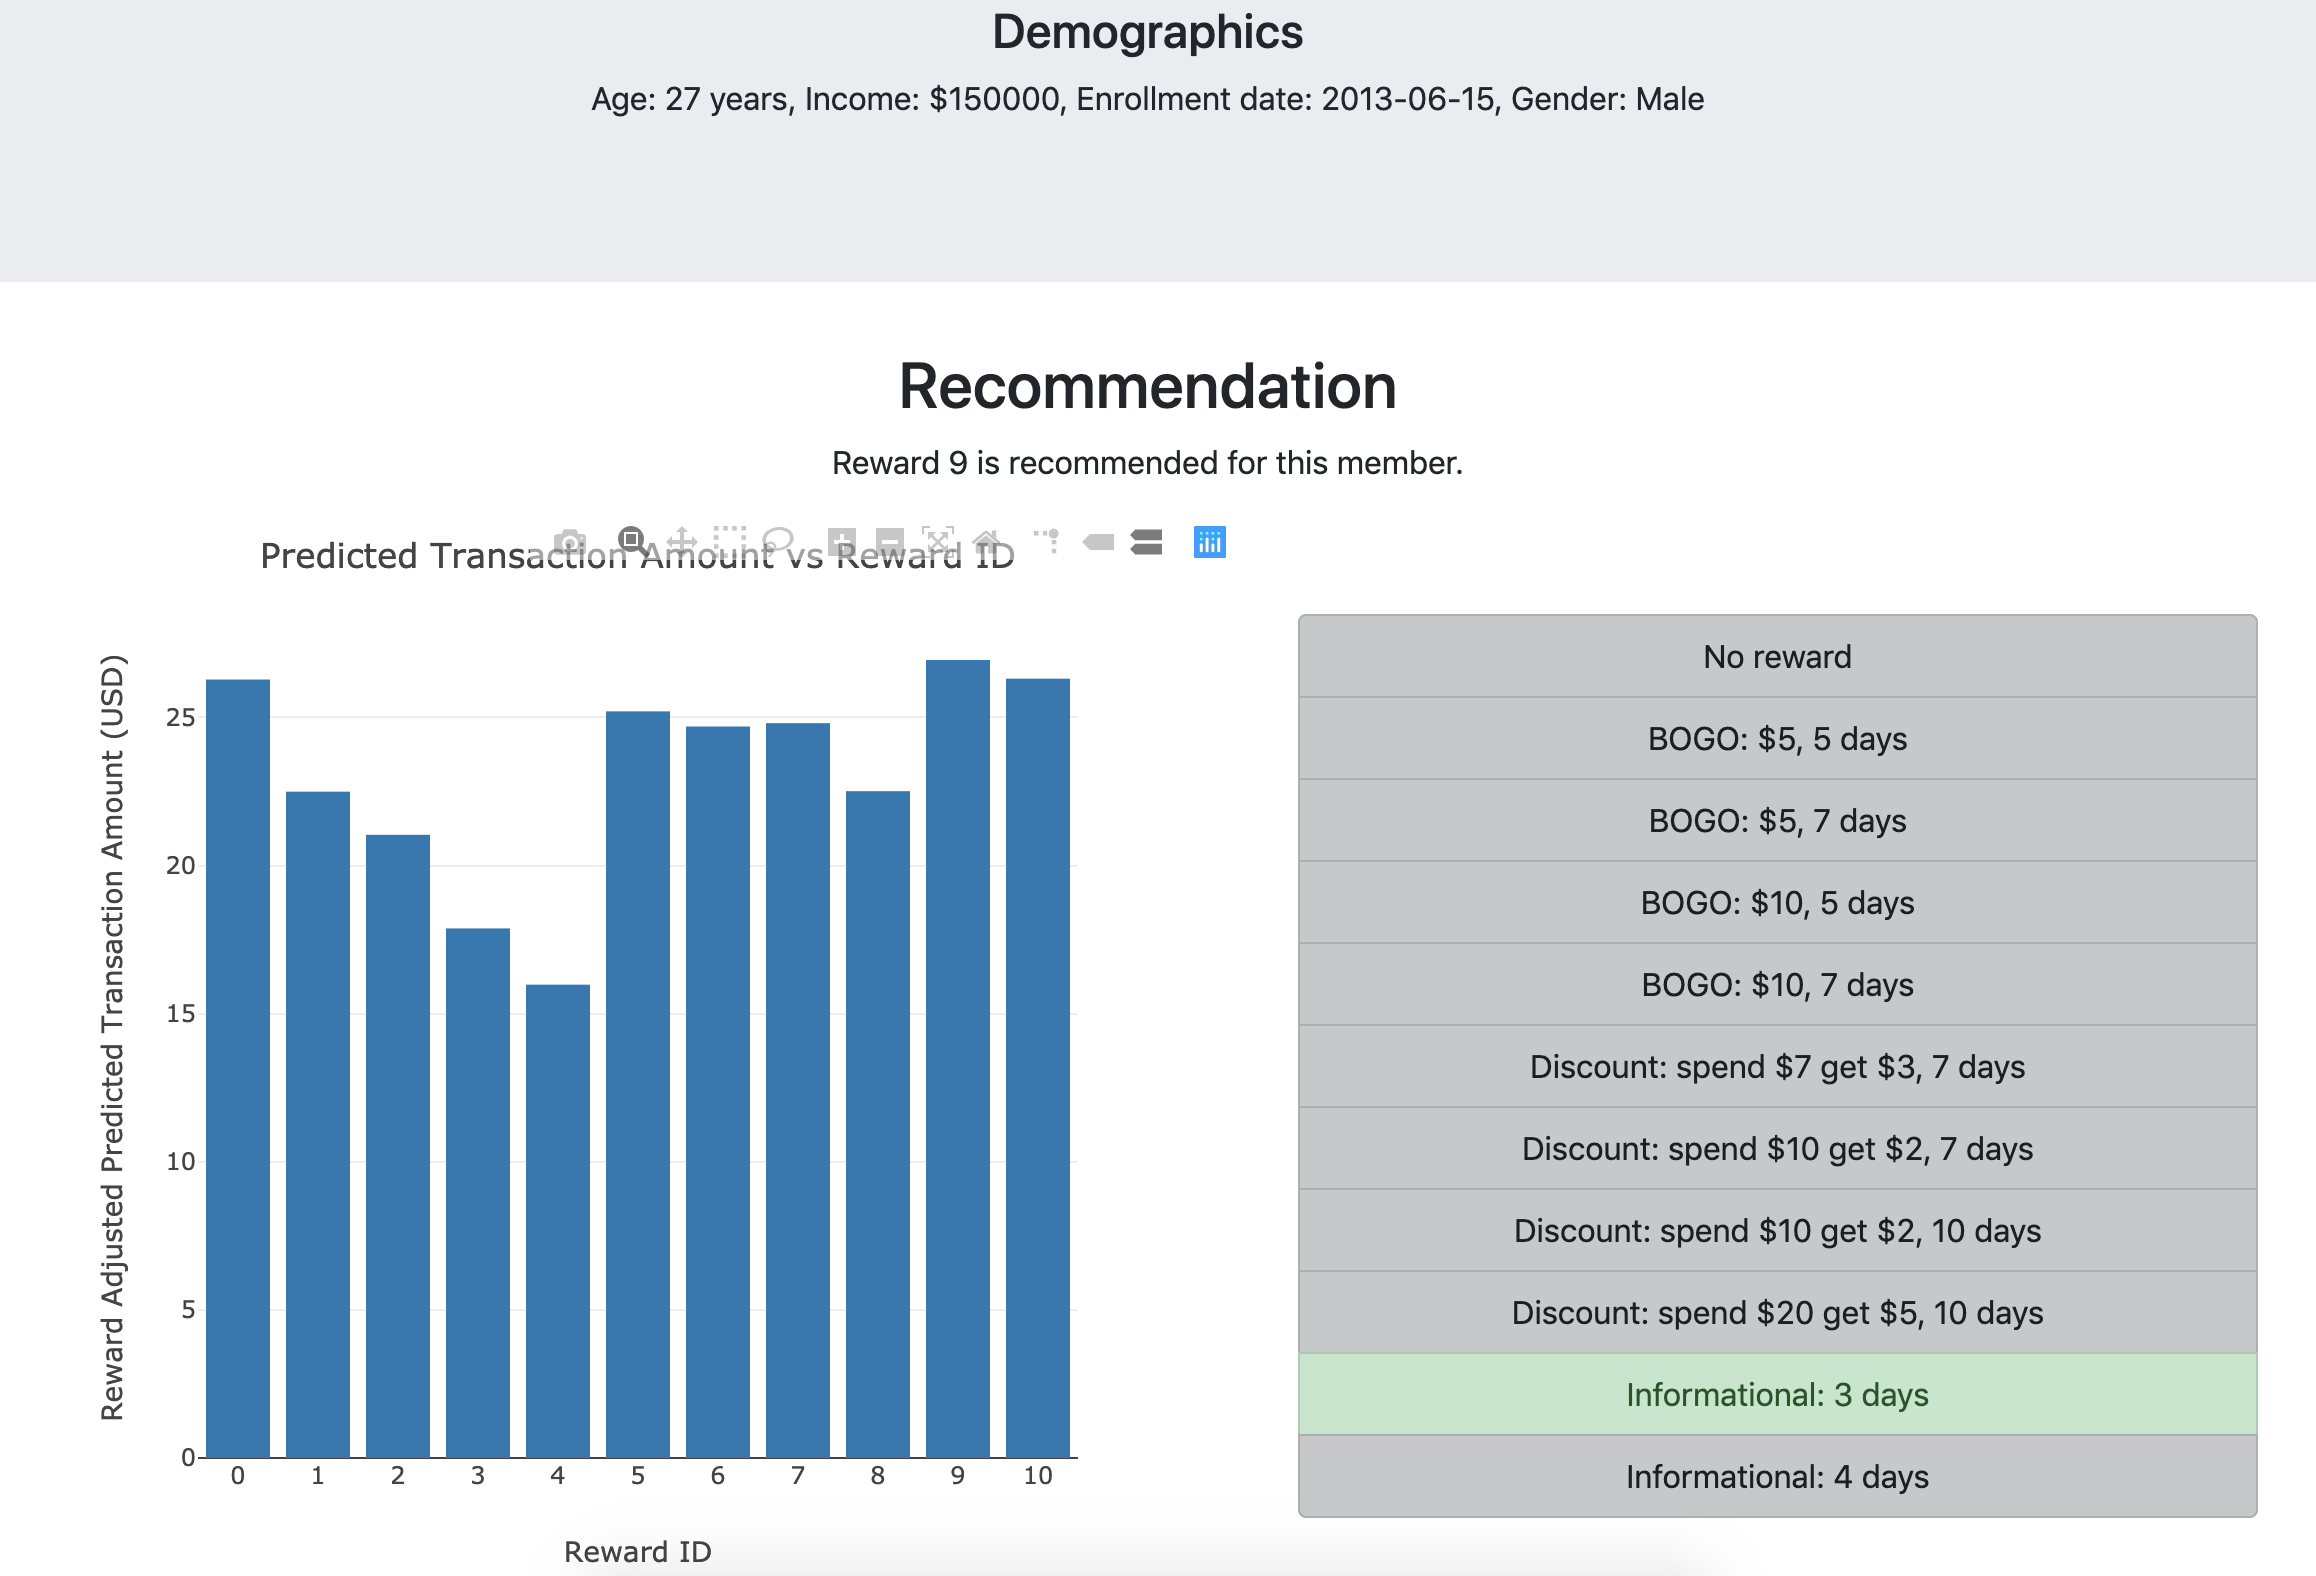 Demographics
Age: 27 years, Income: $150000, Enrollment date: 2013-06-15, Gender: Male
Recommendation
Reward 9 is recommended for this member.
Predicted Transaction Amount vs Reward ID
Reward Adjusted Predicted Transaction Amount (USD)
25
20
15
10
5
0
0 1 2 3 4 5 6 7 8 9 10
Reward ID
No reward
BOGO: $5, 5 days
BOGO: $5, 7 days
BOGO: $10, 5 days
BOGO: $10, 7 days
Discount: spend $7 get $3, 7 days
Discount: spend $10 get $2, 7 days
Discount: spend $10 get $2, 10 days
Discount: spend $20 get $5, 10 days
Informational: 3 days
Informational: 4 days